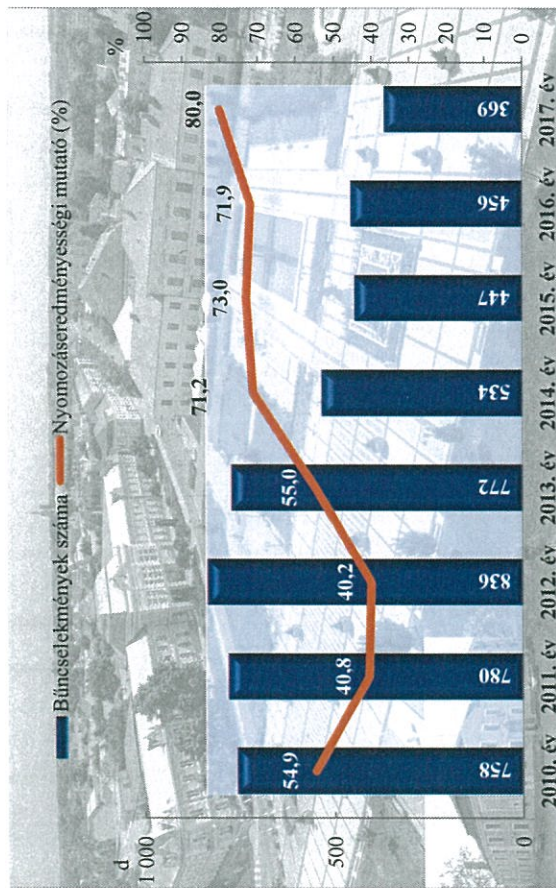 Bűncselekmények száma Nyomozáseredményességi mutató (%)
d %
1 000
500
0
100
90
80
70
60
50
40
30
20
10
0
54,9 40,8 40,2 55,0 71,2 73,0 71,9 80,0
758 780 836 772 534 447 456 369
2010. év 2011. év 2012. év 2013. év 2014. év 2015. év 2016. év 2017. év